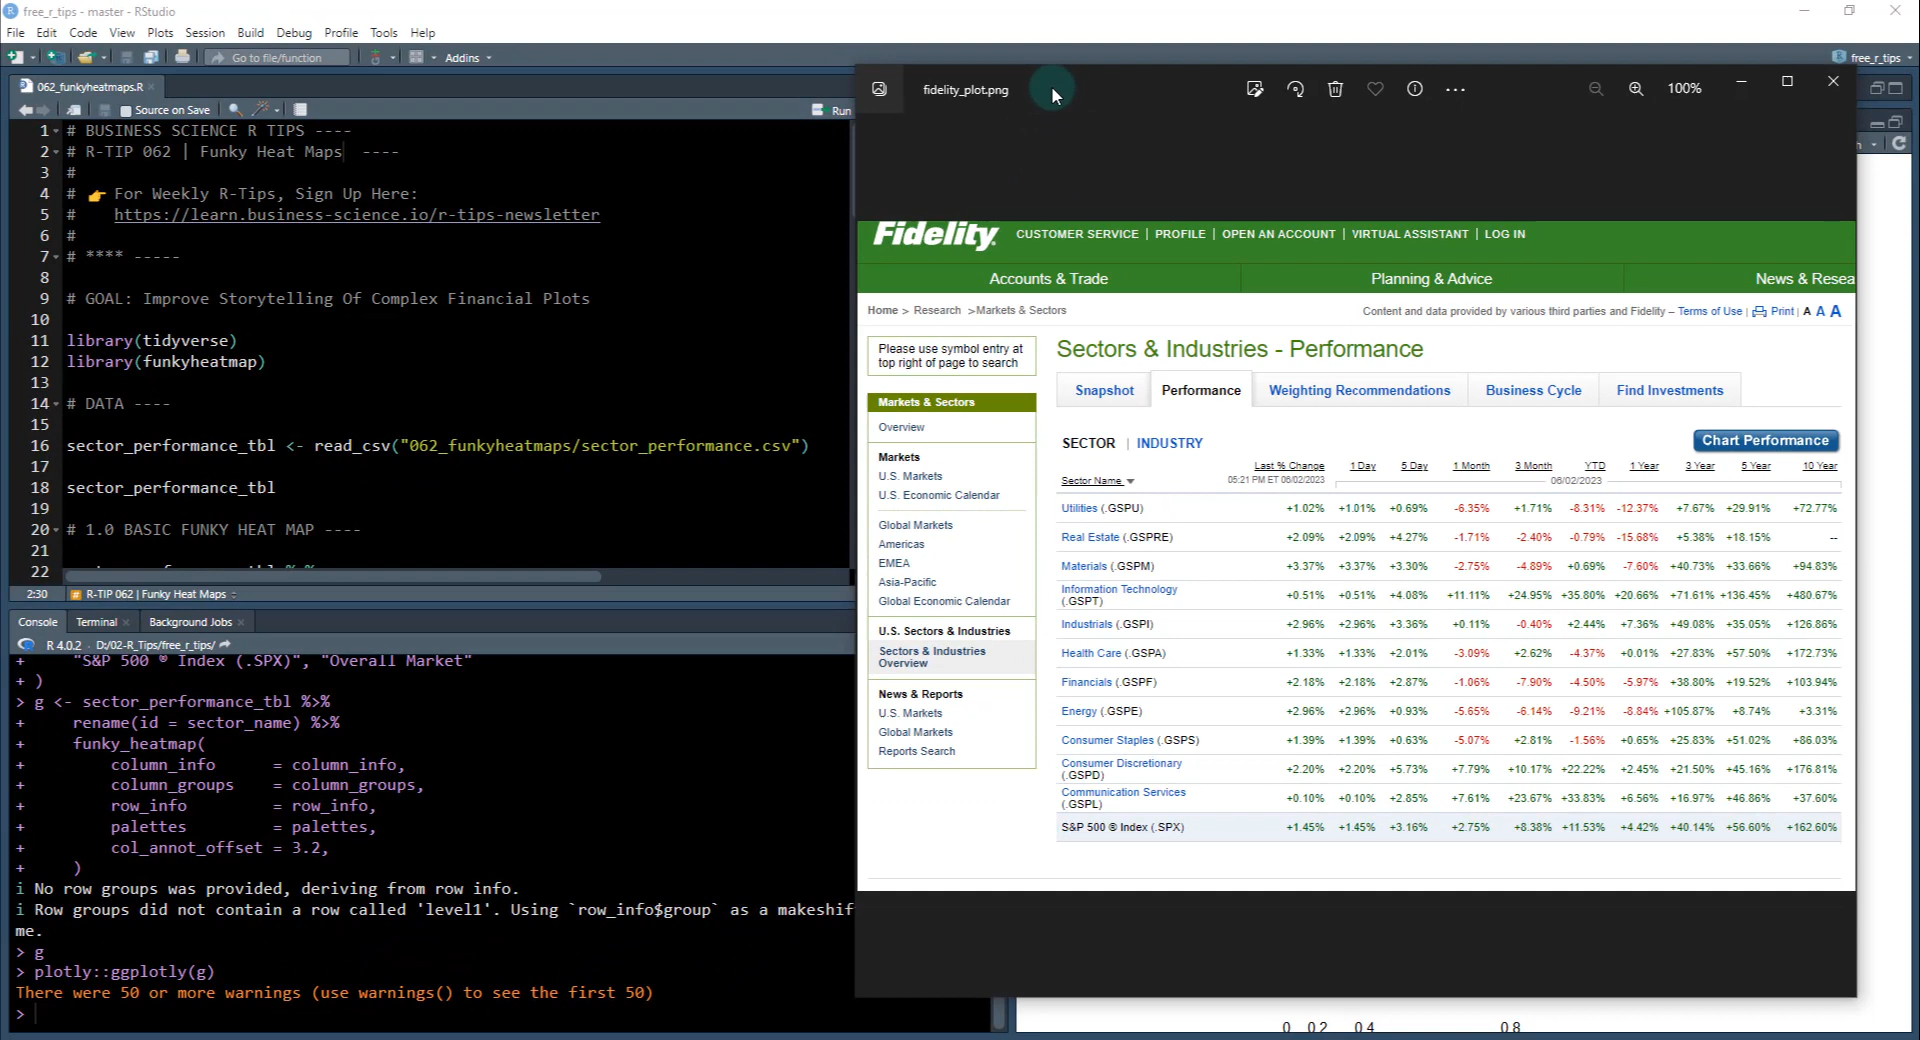 free_r_tips - master - RStudio
File Edit Code View Plots Session Build Debug Profile Tools Help
Go to file/function
Addins
free_r_tips
062_funkyheatmaps.R
Source on Save
Run
1 # BUSINESS SCIENCE R TIPS ----
2 # R-TIP 062 | Funky Heat Maps ----
3 #
4 # 👉 For Weekly R-Tips, Sign Up Here:
5 # https://learn.business-science.io/r-tips-newsletter
6 #
7 # **** -----
8
9 # GOAL: Improve Storytelling Of Complex Financial Plots
10
11 library(tidyverse)
12 library(funkyheatmap)
13
14 # DATA ----
15
16 sector_performance_tbl <- read_csv("062_funkyheatmaps/sector_performance.csv")
17
18 sector_performance_tbl
19
20 # 1.0 BASIC FUNKY HEAT MAP ----
21
22
2:30 # R-TIP 062 | Funky Heat Maps
Console Terminal Background Jobs
R 4.0.2 · D:/02-R_Tips/free_r_tips/
+ "S&P 500 ® Index (.SPX)", "Overall Market"
+ )
> g <- sector_performance_tbl %>%
+ rename(id = sector_name) %>%
+ funky_heatmap(
+ column_info = column_info,
+ column_groups = column_groups,
+ row_info = row_info,
+ palettes = palettes,
+ col_annot_offset = 3.2,
+ )
i No row groups was provided, deriving from row info.
i Row groups did not contain a row called 'level1'. Using `row_info$group` as a makeshif
me.
> g
> plotly::ggplotly(g)
There were 50 or more warnings (use warnings() to see the first 50)
>
fidelity_plot.png
100%
Fidelity
CUSTOMER SERVICE | PROFILE | OPEN AN ACCOUNT | VIRTUAL ASSISTANT | LOG IN
Accounts & Trade Planning & Advice News & Resea
Home > Research >Markets & Sectors
Content and data provided by various third parties and Fidelity – Terms of Use | Print | A A A
Please use symbol entry at
top right of page to search
Markets & Sectors
Overview
Markets
U.S. Markets
U.S. Economic Calendar
Global Markets
Americas
EMEA
Asia-Pacific
Global Economic Calendar
U.S. Sectors & Industries
Sectors & Industries
Overview
News & Reports
U.S. Markets
Global Markets
Reports Search
Sectors & Industries - Performance
Snapshot Performance Weighting Recommendations Business Cycle Find Investments
SECTOR | INDUSTRY
Chart Performance
Last % Change 1 Day 5 Day 1 Month 3 Month YTD 1 Year 3 Year 5 Year 10 Year
Sector Name 05:21 PM ET 06/02/2023 06/02/2023
Utilities (.GSPU) +1.02% +1.01% +0.69% -6.35% +1.71% -8.31% -12.37% +7.67% +29.91% +72.77%
Real Estate (.GSPRE) +2.09% +2.09% +4.27% -1.71% -2.40% -0.79% -15.68% +5.38% +18.15% --
Materials (.GSPM) +3.37% +3.37% +3.30% -2.75% -4.89% +0.69% -7.60% +40.73% +33.66% +94.83%
Information Technology
(.GSPT) +0.51% +0.51% +4.08% +11.11% +24.95% +35.80% +20.66% +71.61% +136.45% +480.67%
Industrials (.GSPI) +2.96% +2.96% +3.36% +0.11% -0.40% +2.44% +7.36% +49.08% +35.05% +126.86%
Health Care (.GSPA) +1.33% +1.33% +2.01% -3.09% +2.62% -4.37% +0.01% +27.83% +57.50% +172.73%
Financials (.GSPF) +2.18% +2.18% +2.87% -1.06% -7.90% -4.50% -5.97% +38.80% +19.52% +103.94%
Energy (.GSPE) +2.96% +2.96% +0.93% -5.65% -6.14% -9.21% -8.84% +105.87% +8.74% +3.31%
Consumer Staples (.GSPS) +1.39% +1.39% +0.63% -5.07% +2.81% -1.56% +0.65% +25.83% +51.02% +86.03%
Consumer Discretionary
(.GSPD) +2.20% +2.20% +5.73% +7.79% +10.17% +22.22% +2.45% +21.50% +45.16% +176.81%
Communication Services
(.GSPL) +0.10% +0.10% +2.85% +7.61% +23.67% +33.83% +6.56% +16.97% +46.86% +37.60%
S&P 500 ® Index (.SPX) +1.45% +1.45% +3.16% +2.75% +8.38% +11.53% +4.42% +40.14% +56.60% +162.60%
0 0.2 0.4 0.8